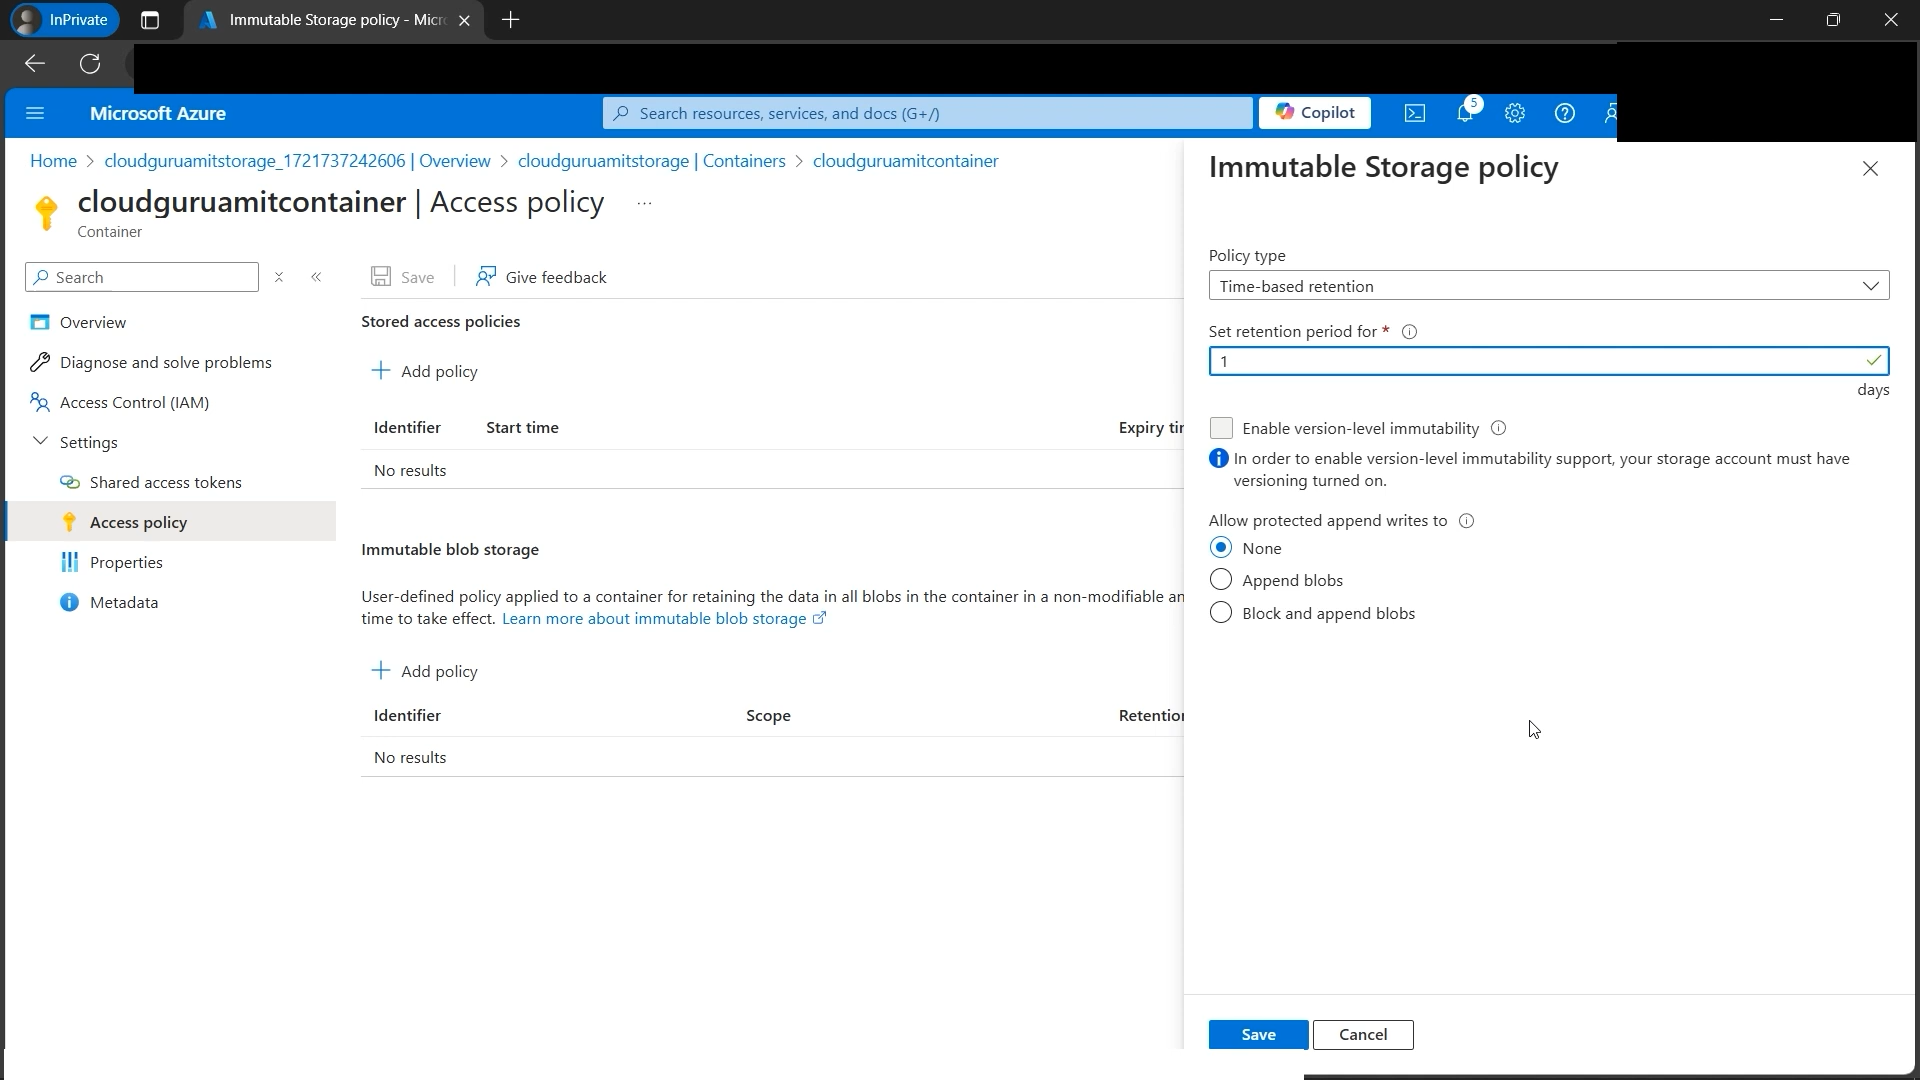 InPrivate
Immutable Storage policy - Micr
Microsoft Azure
Search resources, services, and docs (G+/)
Copilot
5
Home > cloudguruamitstorage_1721737242606 | Overview > cloudguruamitstorage | Containers > cloudguruamitcontainer
cloudguruamitcontainer | Access policy ...
Container
Search
Overview
Diagnose and solve problems
Access Control (IAM)
Settings
Shared access tokens
Access policy
Properties
Metadata
Save
Give feedback
Stored access policies
Add policy
Identifier Start time Expiry tir
No results
Immutable blob storage
User-defined policy applied to a container for retaining the data in all blobs in the container in a non-modifiable an
time to take effect. Learn more about immutable blob storage
Add policy
Identifier Scope Retention
No results
Immutable Storage policy
Policy type
Time-based retention
Set retention period for *
1
days
Enable version-level immutability
In order to enable version-level immutability support, your storage account must have
versioning turned on.
Allow protected append writes to
None
Append blobs
Block and append blobs
Save Cancel